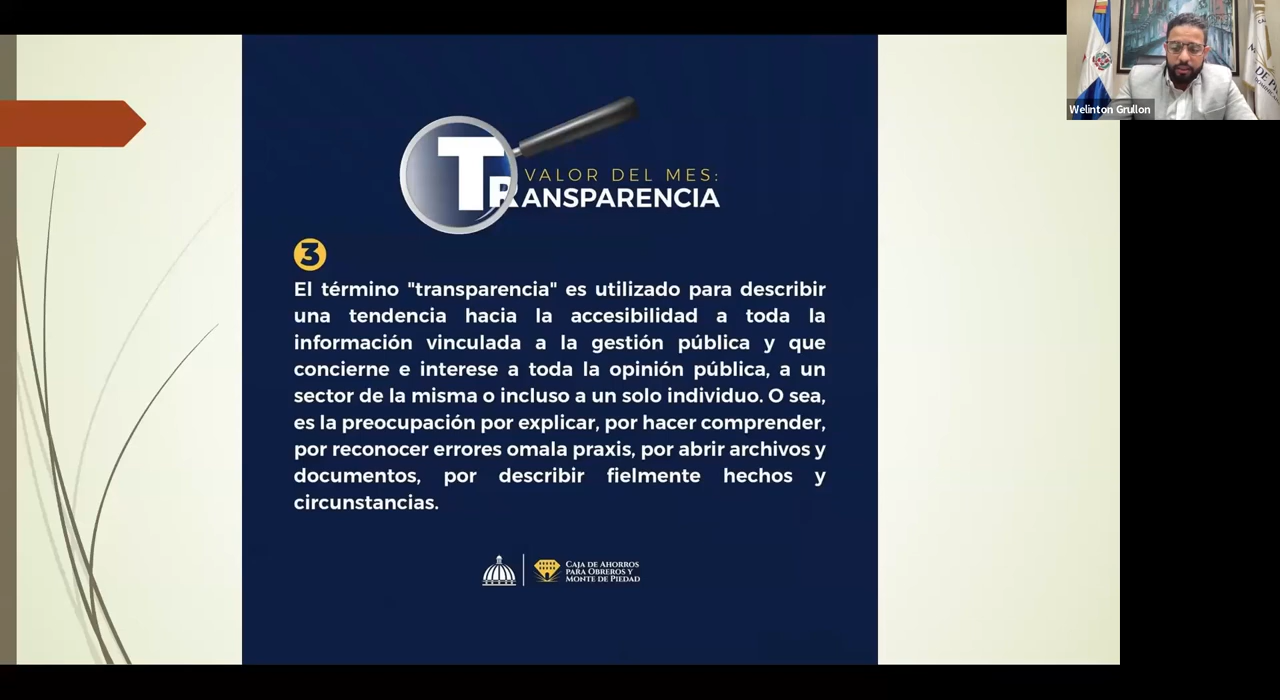 VALOR DEL MES:
TRANSPARENCIA
3
El término "transparencia" es utilizado para describir
una tendencia hacia la accesibilidad a toda la
información vinculada a la gestión pública y que
concierne e interese a toda la opinión pública, a un
sector de la misma o incluso a un solo individuo. O sea,
es la preocupación por explicar, por hacer comprender,
por reconocer errores omala praxis, por abrir archivos y
documentos, por describir fielmente hechos y
circunstancias.
CAJA DE AHORROS
PARA OBREROS Y
MONTE DE PIEDAD
Welinton Grullon